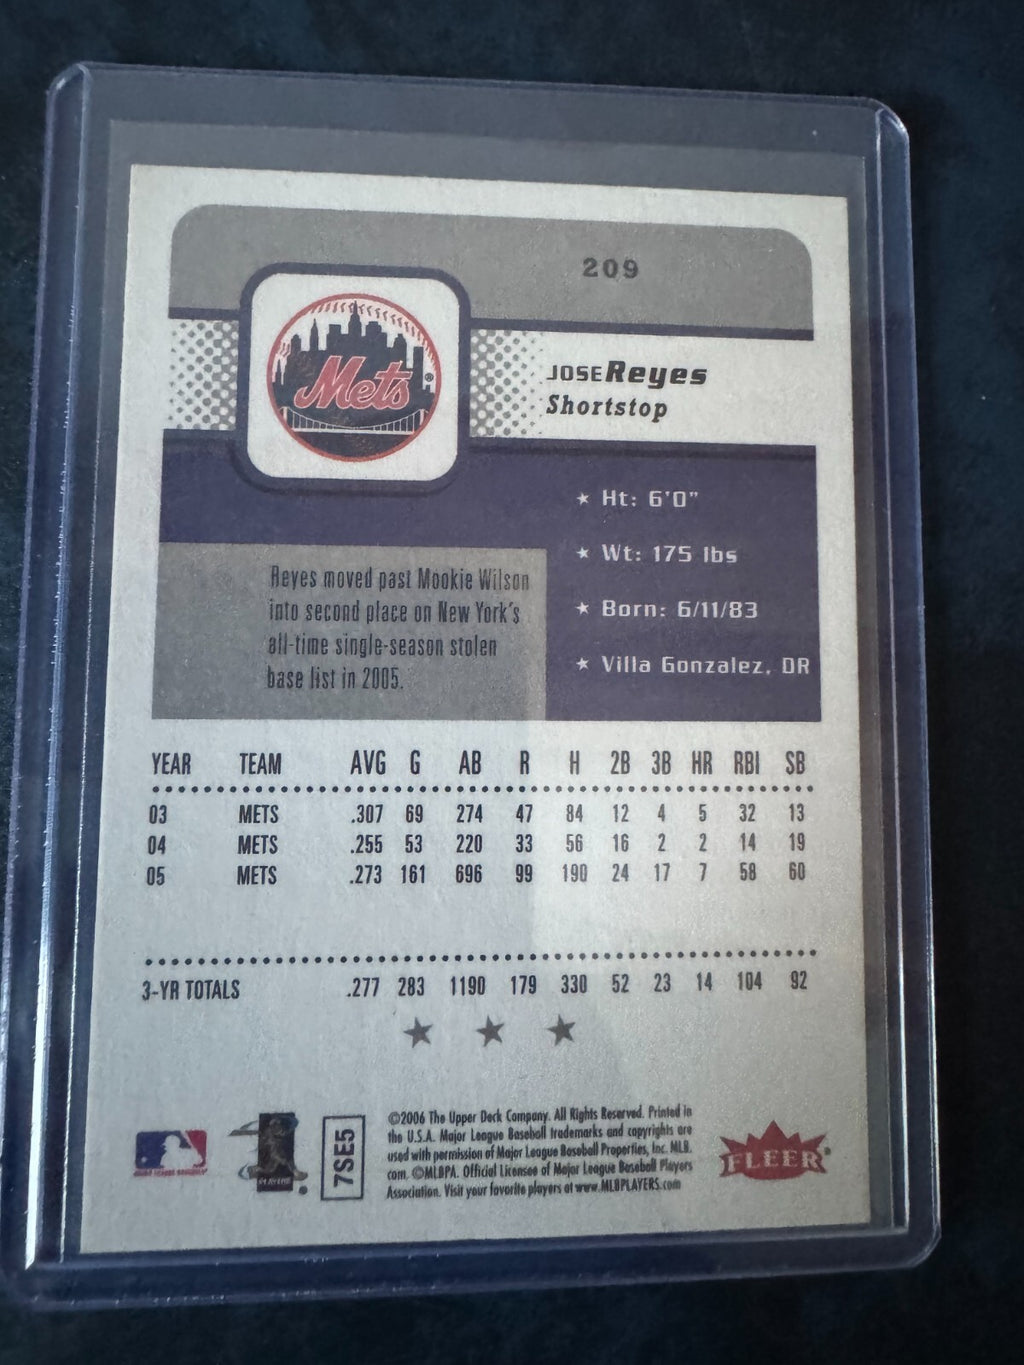 209
Mets
JOSE Reyes
Shortstop
★ Ht: 6'0"
★ Wt: 175 lbs
★ Born: 6/11/83
★ Villa Gonzalez, DR
Reyes moved past Mookie Wilson
into second place on New York's
all-time single-season stolen
base list in 2005.
YEAR TEAM AVG G AB R H 2B 3B HR RBI SB
03 METS .307 69 274 47 84 12 4 5 32 13
04 METS .255 53 220 33 56 16 2 2 14 19
05 METS .273 161 696 99 190 24 17 7 58 60
3-YR TOTALS .277 283 1190 179 330 52 23 14 104 92
7SE5
©2006 The Upper Deck Company. All Rights Reserved. Printed in
the U.S.A. Major League Baseball trademarks and copyrights are
used with permission of Major League Baseball Properties, Inc. MLB.
com. ©MLBPA. Official Licensee of Major League Baseball Players
Association. Visit your favorite players at www.MLBPLAYERS.com
FLEER